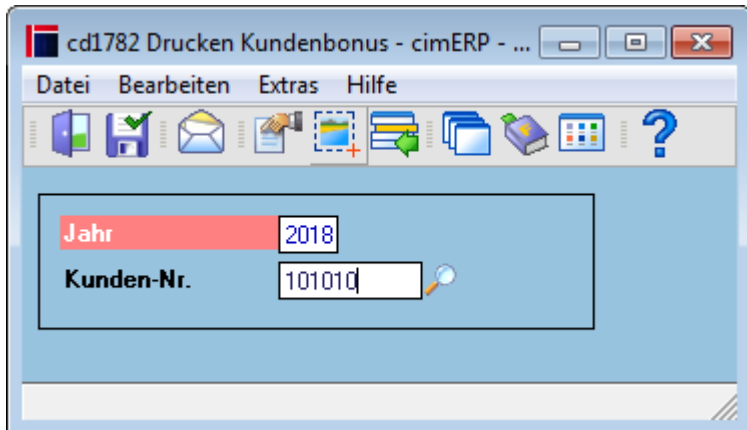 cd1782 Drucken Kundenbonus - cimERP - ...
Datei Bearbeiten Extras Hilfe
Jahr 2018
Kunden-Nr. 101010